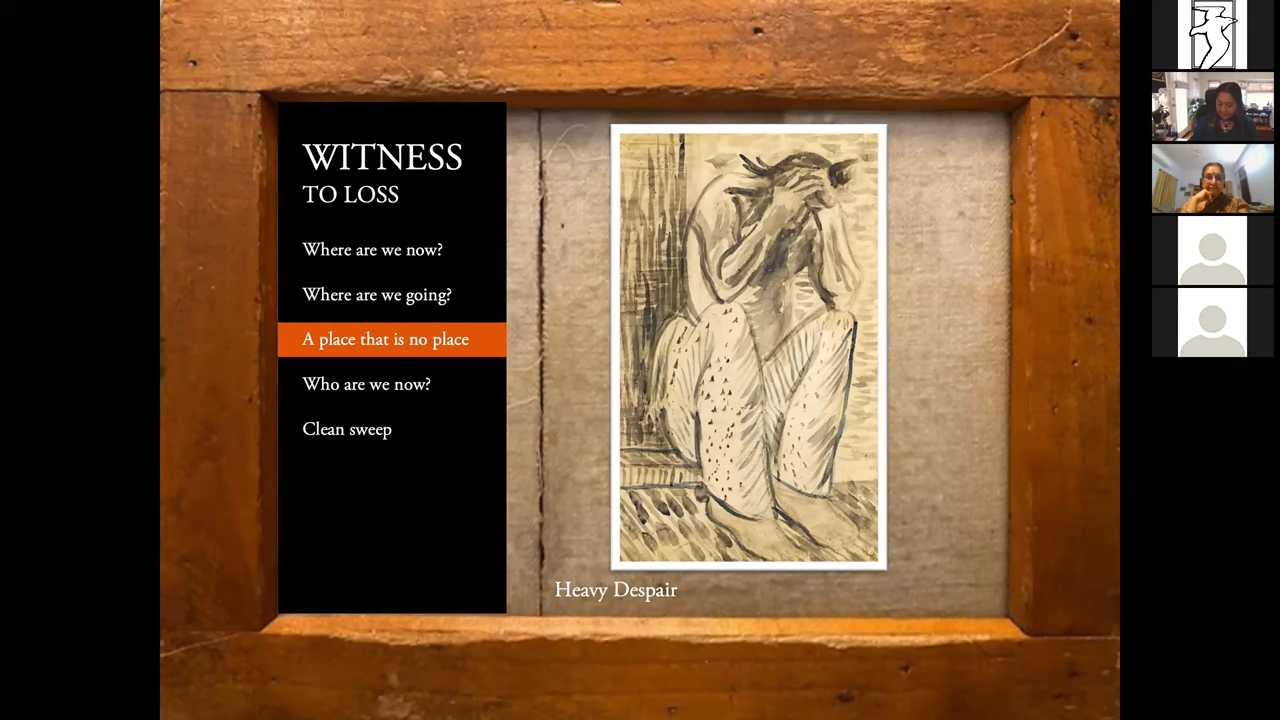 WITNESS
TO LOSS
Where are we now?
Where are we going?
A place that is no place
Who are we now?
Clean sweep
Heavy Despair